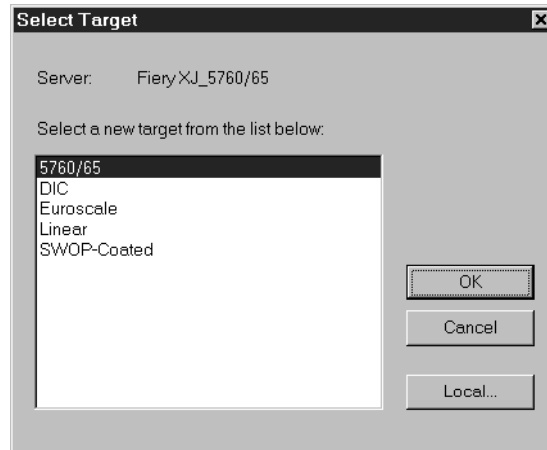 Select Target
Server: Fiery XJ_5760/65
Select a new target from the list below:
5760/65
DIC
Euroscale
Linear
SWOP-Coated
OK
Cancel
Local...